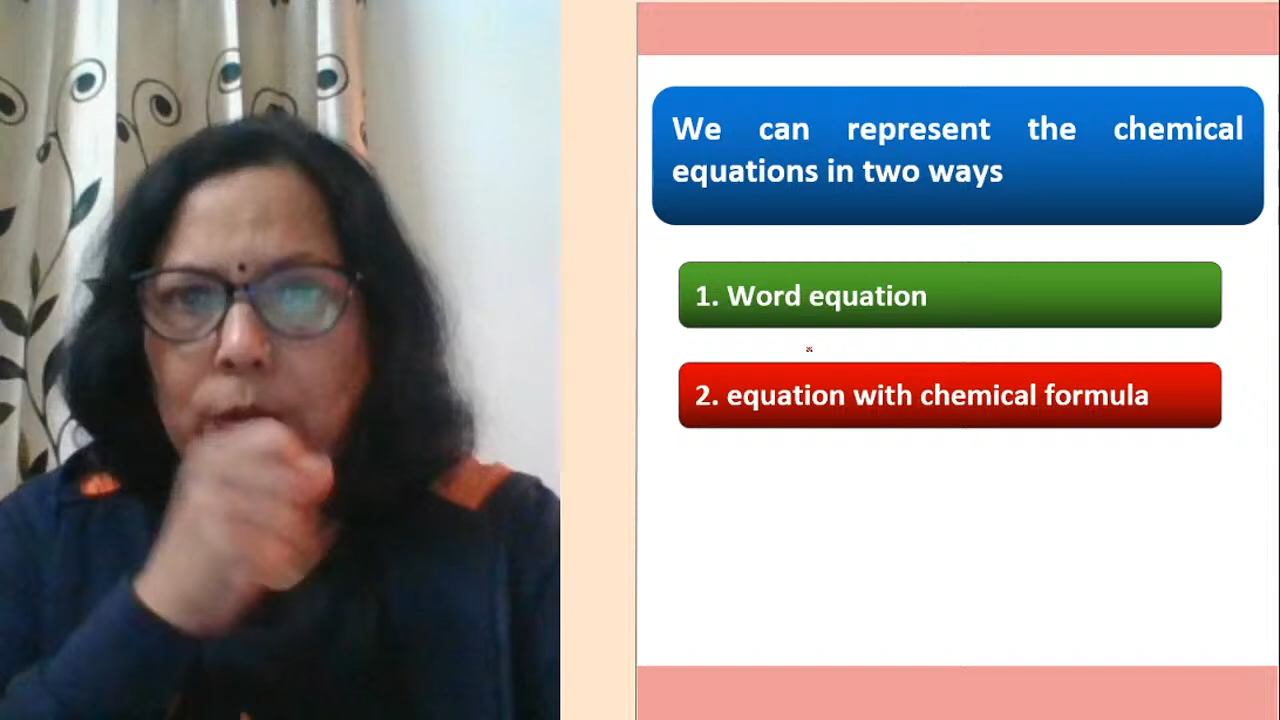 We can represent the chemical
equations in two ways
1. Word equation
2. equation with chemical formula